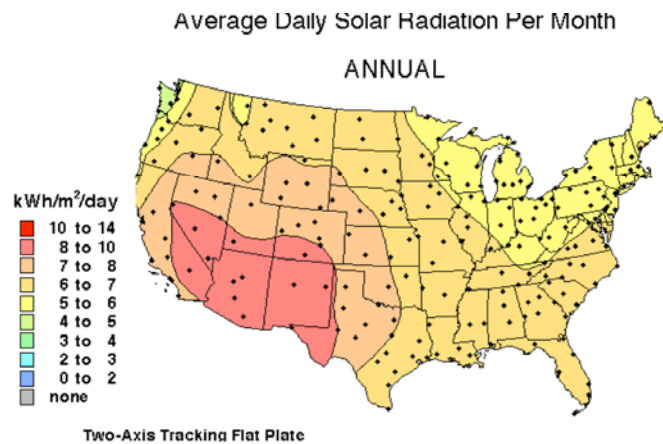 Average Daily Solar Radiation Per Month
ANNUAL
kWh/m²/day
10 to 14
8 to 10
7 to 8
6 to 7
5 to 6
4 to 5
3 to 4
2 to 3
0 to 2
none
Two-Axis Tracking Flat Plate